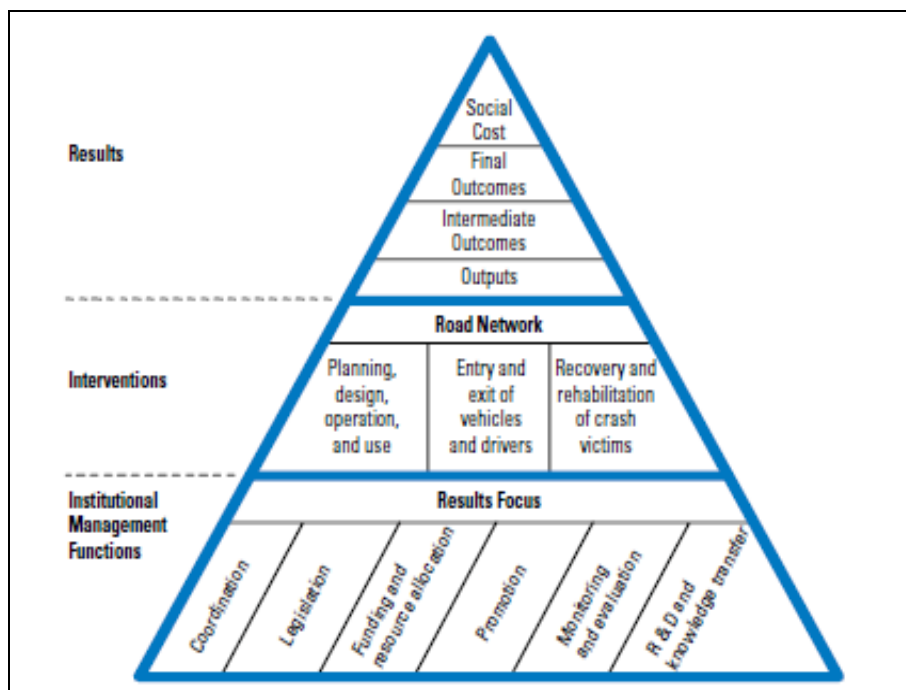 Social
Cost
Results
Final
Outcomes
Intermediate
Outcomes
Outputs
Road Network
Interventions
Planning,
design,
operation,
and use
Entry and
exit of
vehicles
and drivers
Recovery and
rehabilitation
of crash
victims
Institutional
Management
Functions
Results Focus
Coordination
Legislation
Funding and
resource allocation
Promotion
Monitoring
and evaluation
R & D and
knowledge transfer